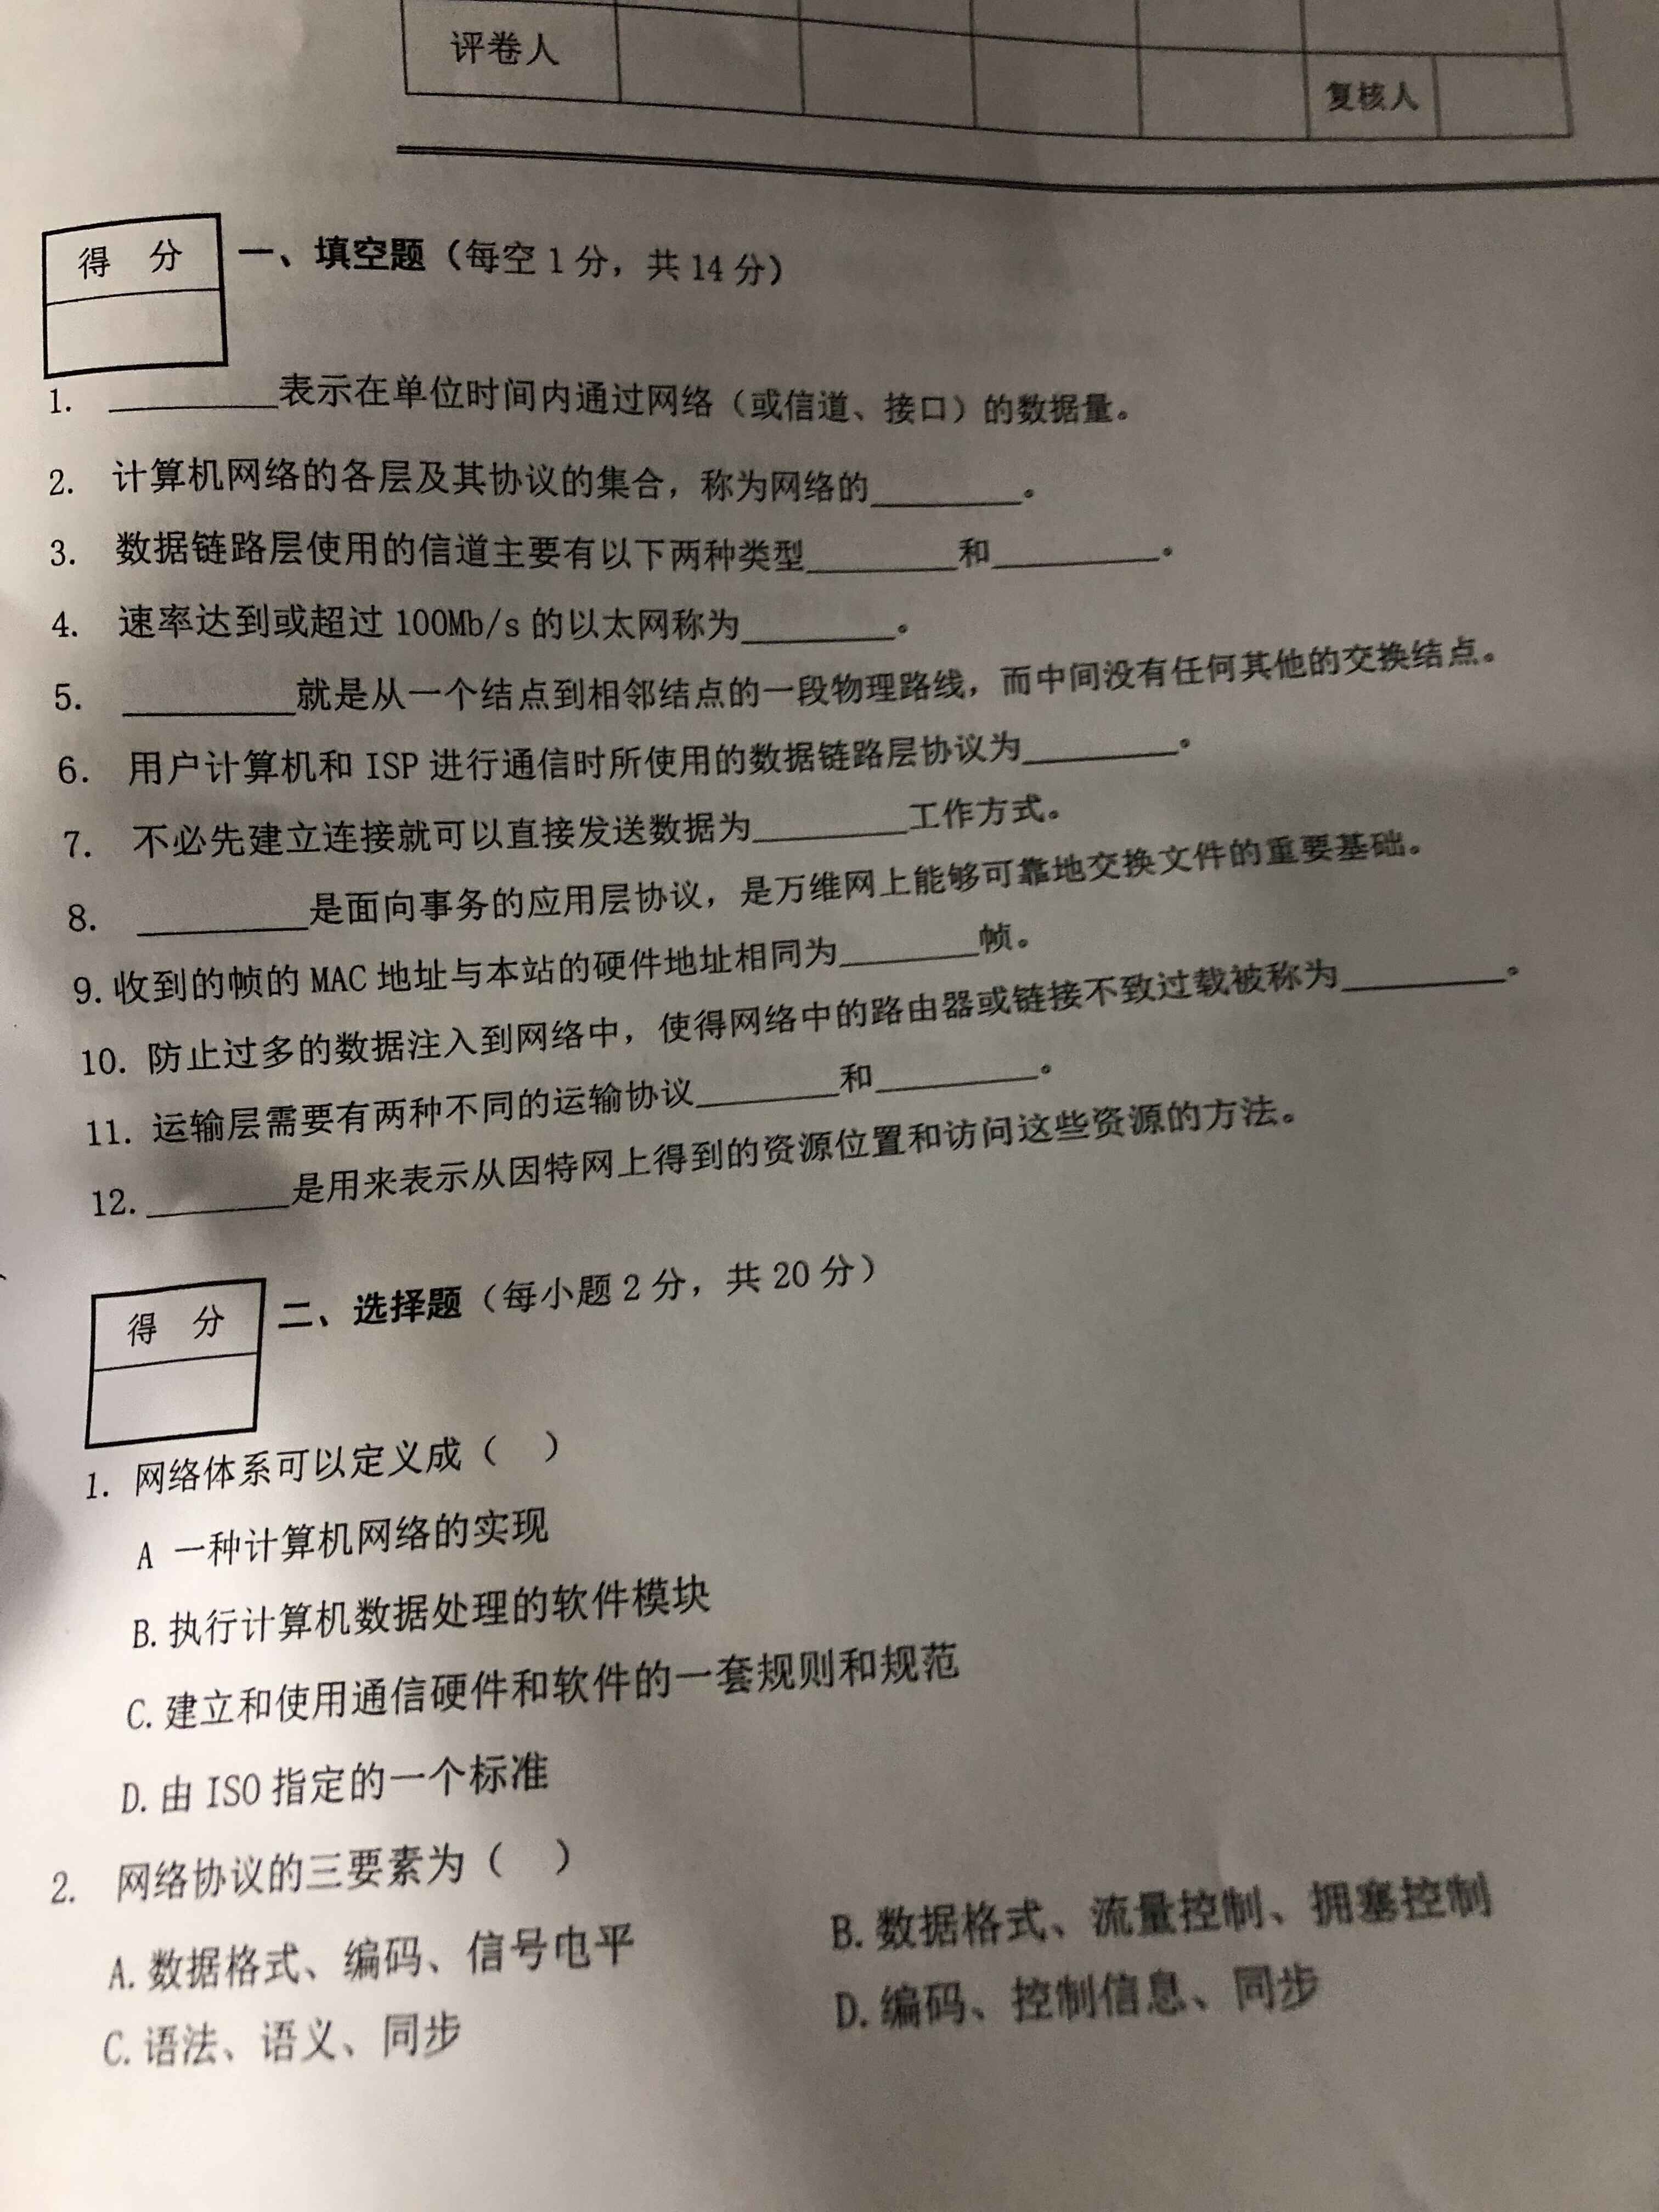 评卷人
复核人
得 分
一、填空题（每空1分，共14分）
1. ________表示在单位时间内通过网络（或信道、接口）的数据量。
2. 计算机网络的各层及其协议的集合，称为网络的________。
3. 数据链路层使用的信道主要有以下两种类型________和________。
4. 速率达到或超过100Mb/s的以太网称为________。
5. ________就是从一个结点到相邻结点的一段物理路线，而中间没有任何其他的交换结点。
6. 用户计算机和ISP进行通信时所使用的数据链路层协议为________。
7. 不必先建立连接就可以直接发送数据为________工作方式。
8. ________是面向事务的应用层协议，是万维网上能够可靠地交换文件的重要基础。
9. 收到的帧的MAC地址与本站的硬件地址相同为________帧。
10. 防止过多的数据注入到网络中，使得网络中的路由器或链接不致过载被称为________。
11. 运输层需要有两种不同的运输协议________和________。
12. ________是用来表示从因特网上得到的资源位置和访问这些资源的方法。
得 分
二、选择题（每小题2分，共20分）
1. 网络体系可以定义成（ ）
A 一种计算机网络的实现
B. 执行计算机数据处理的软件模块
C. 建立和使用通信硬件和软件的一套规则和规范
D. 由ISO指定的一个标准
2. 网络协议的三要素为（ ）
A. 数据格式、编码、信号电平 B. 数据格式、流量控制、拥塞控制
C. 语法、语义、同步 D. 编码、控制信息、同步